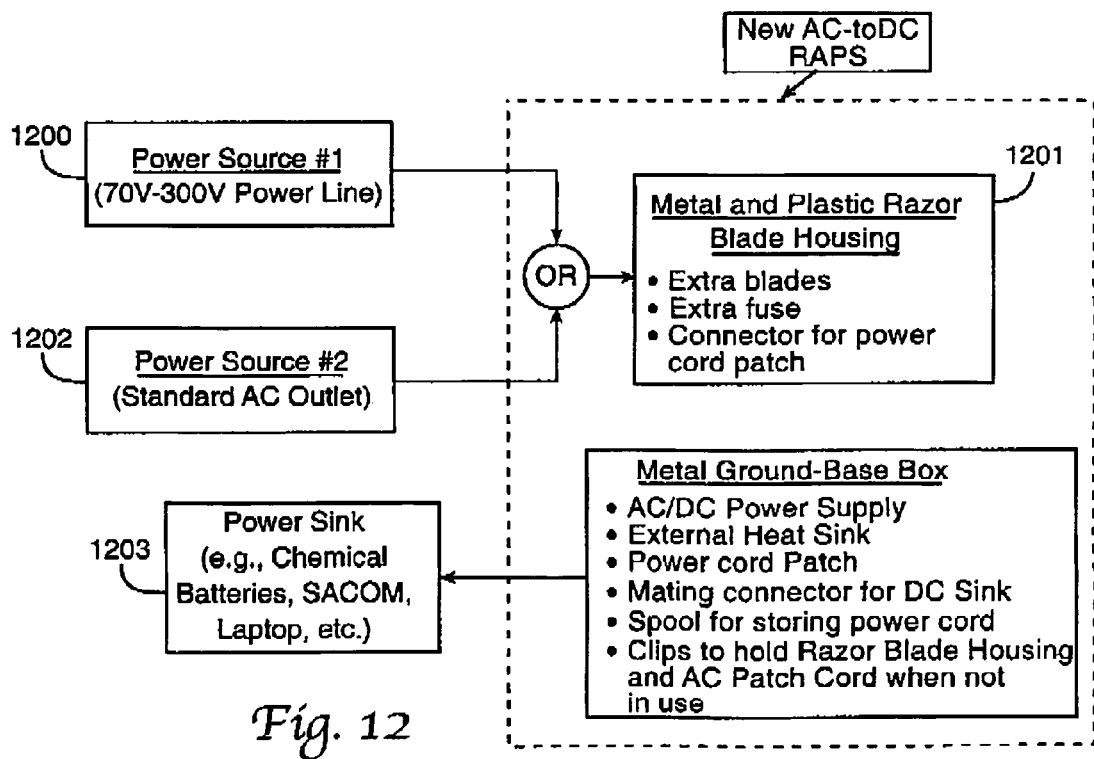 New AC-toDC
RAPS
1200
Power Source #1
(70V-300V Power Line)
1201
Metal and Plastic Razor
Blade Housing
• Extra blades
• Extra fuse
• Connector for power
cord patch
OR
1202
Power Source #2
(Standard AC Outlet)
Metal Ground-Base Box
• AC/DC Power Supply
• External Heat Sink
• Power cord Patch
• Mating connector for DC Sink
• Spool for storing power cord
• Clips to hold Razor Blade Housing
and AC Patch Cord when not
in use
1203
Power Sink
(e.g., Chemical
Batteries, SACOM,
Laptop, etc.)
Fig. 12